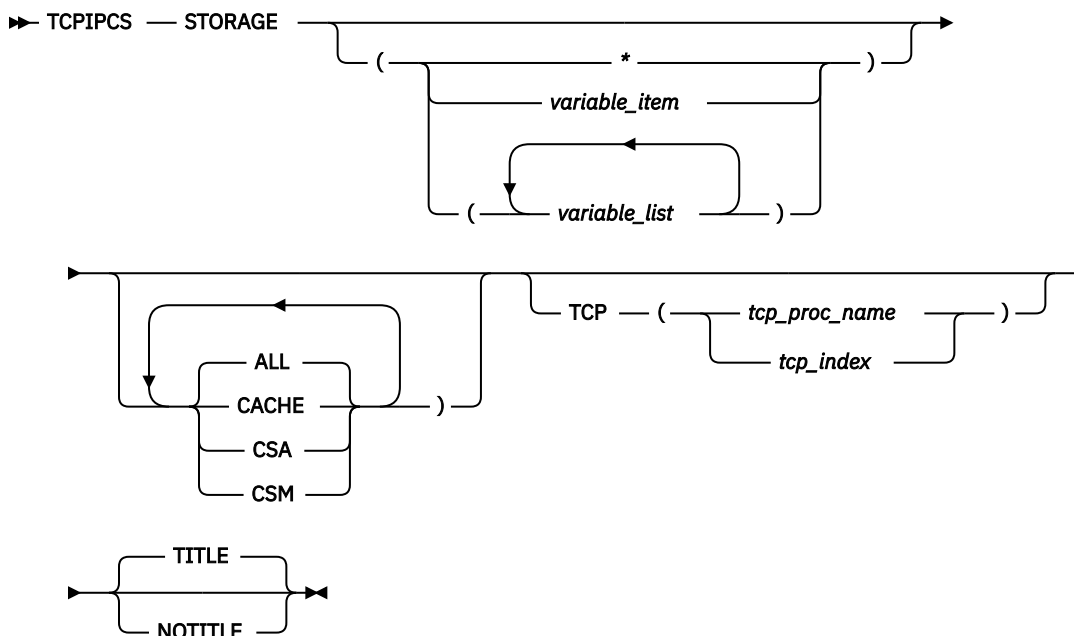 TCPIPCS STORAGE
( * )
variable_item
( variable_list )
TCP ( tcp_proc_name )
tcp_index
ALL
CACHE )
CSA
CSM
TITLE
NOTITLE